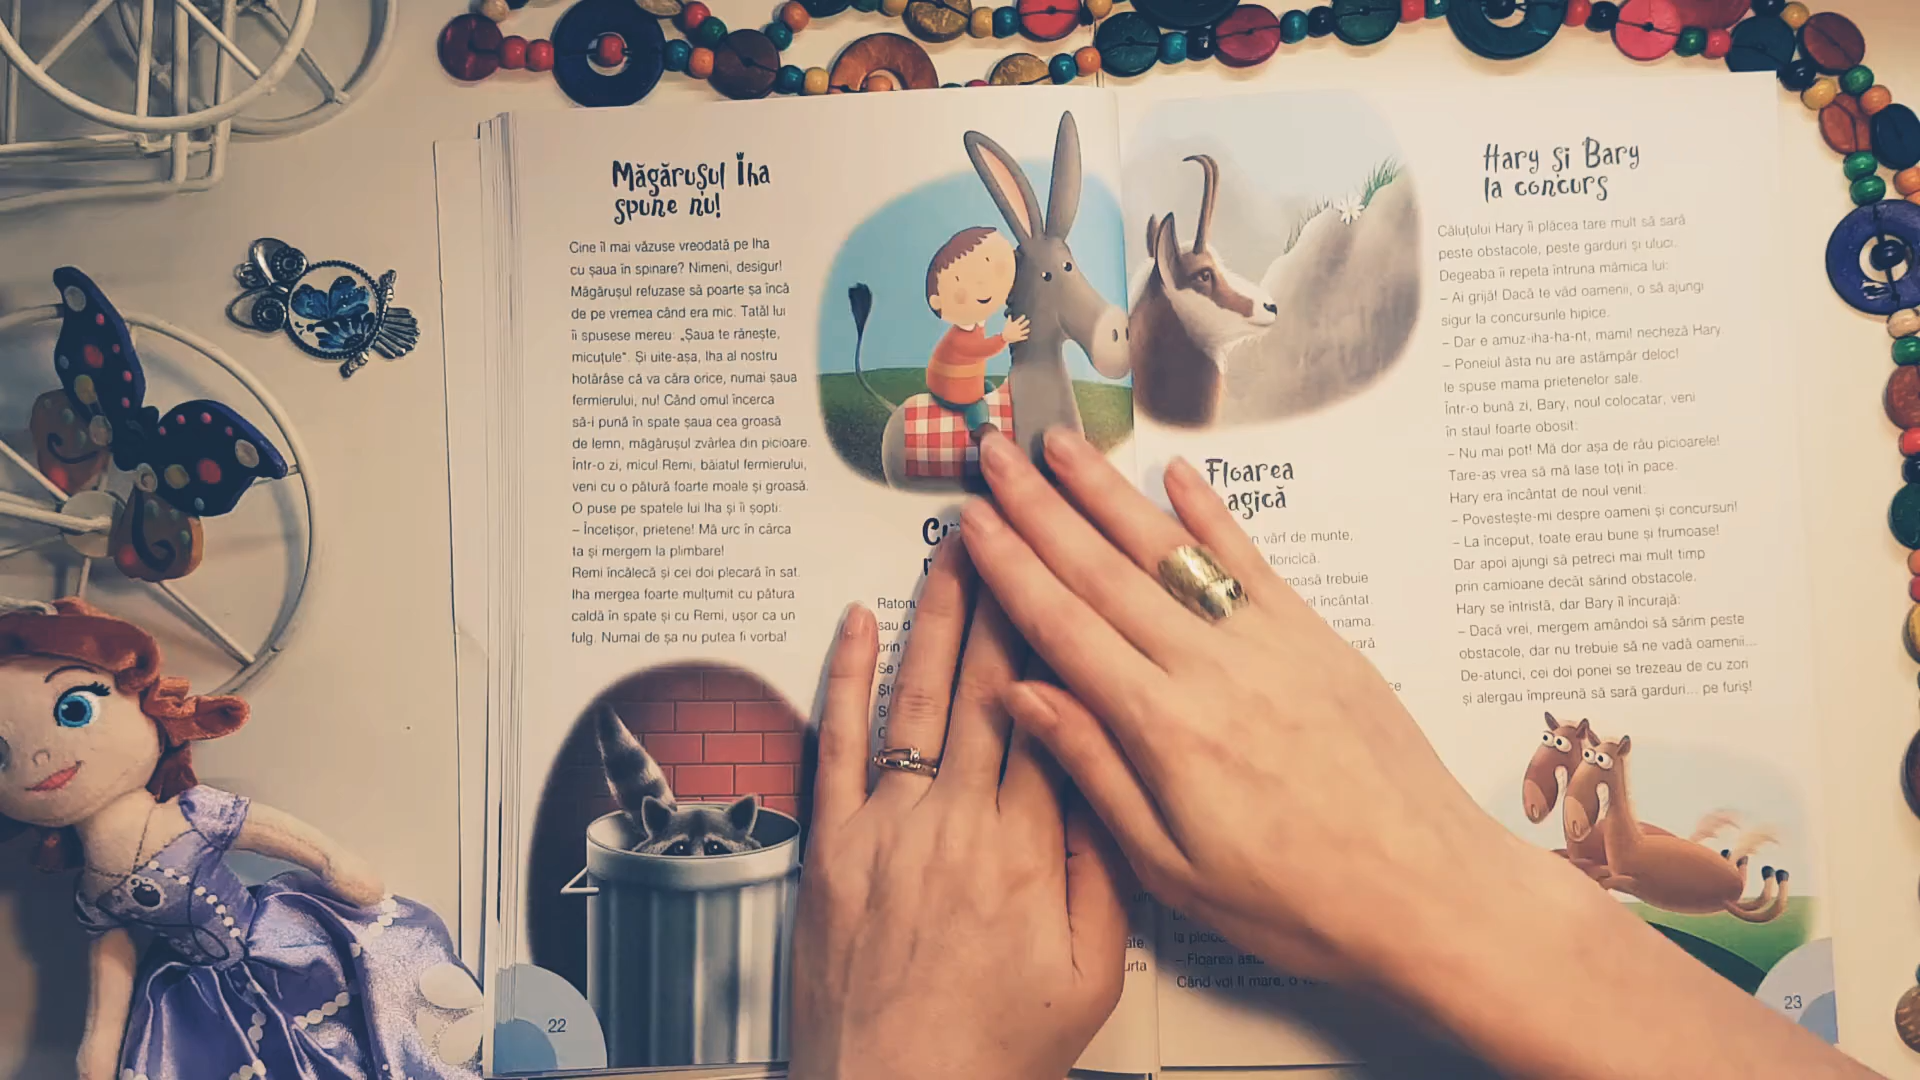 Măgărușul Iha
spune nu!
Cine îl mai văzuse vreodată pe Iha
cu șaua în spinare? Nimeni, desigur!
Măgărușul refuzase să poarte șa încă
de pe vremea când era mic. Tatăl lui
îi spusese mereu: „Șaua te rănește,
micuțule”. Și uite-așa, Iha al nostru
hotărâse că va căra orice, numai șaua
fermierului, nu! Când omul încerca
să-i pună în spate șaua cea groasă
de lemn, măgărușul zvârlea din picioare.
Într-o zi, micul Remi, băiatul fermierului,
veni cu o pătură foarte moale și groasă.
O puse pe spatele lui Iha și îi șopti:
– Încetișor, prietene! Mă urc în cârca
ta și mergem la plimbare!
Remi încălecă și cei doi plecară în sat.
Iha mergea foarte mulțumit cu pătura
caldă în spate și cu Remi, ușor ca un
fulg. Numai de șa nu putea fi vorba!
sau d
Se
22
Floarea
agică
vârf de munte,
floricică.
trebuie
încântat.
mama.
la
– Floarea
Când voi fi mare, o
Hary și Bary
la concurs
Căluțului Hary îi plăcea tare mult să sară
peste obstacole, peste garduri și uluci.
Degeaba îi repeta întruna mămica lui:
– Ai grijă! Dacă te văd oamenii, o să ajungi
sigur la concursurile hipice.
– Dar e amuz-iha-ha-nt, mami! necheză Hary.
– Poneiul ăsta nu are astâmpăr deloc!
le spuse mama prietenelor sale.
Într-o bună zi, Bary, noul colocatar, veni
în staul foarte obosit:
– Nu mai pot! Mă dor așa de rău picioarele!
Tare-aș vrea să mă lase toți în pace.
Hary era încântat de noul venit.
– Povestește-mi despre oameni și concursuri!
– La început, toate erau bune și frumoase!
Dar apoi ajungi să petreci mai mult timp
prin camioane decât sărind obstacole.
Hary se întristă, dar Bary îl încurajă:
– Dacă vrei, mergem amândoi să sărim peste
obstacole, dar nu trebuie să ne vadă oamenii...
De-atunci, cei doi ponei se trezeau de cu zori
și alergau împreună să sară garduri... pe furiș!
23